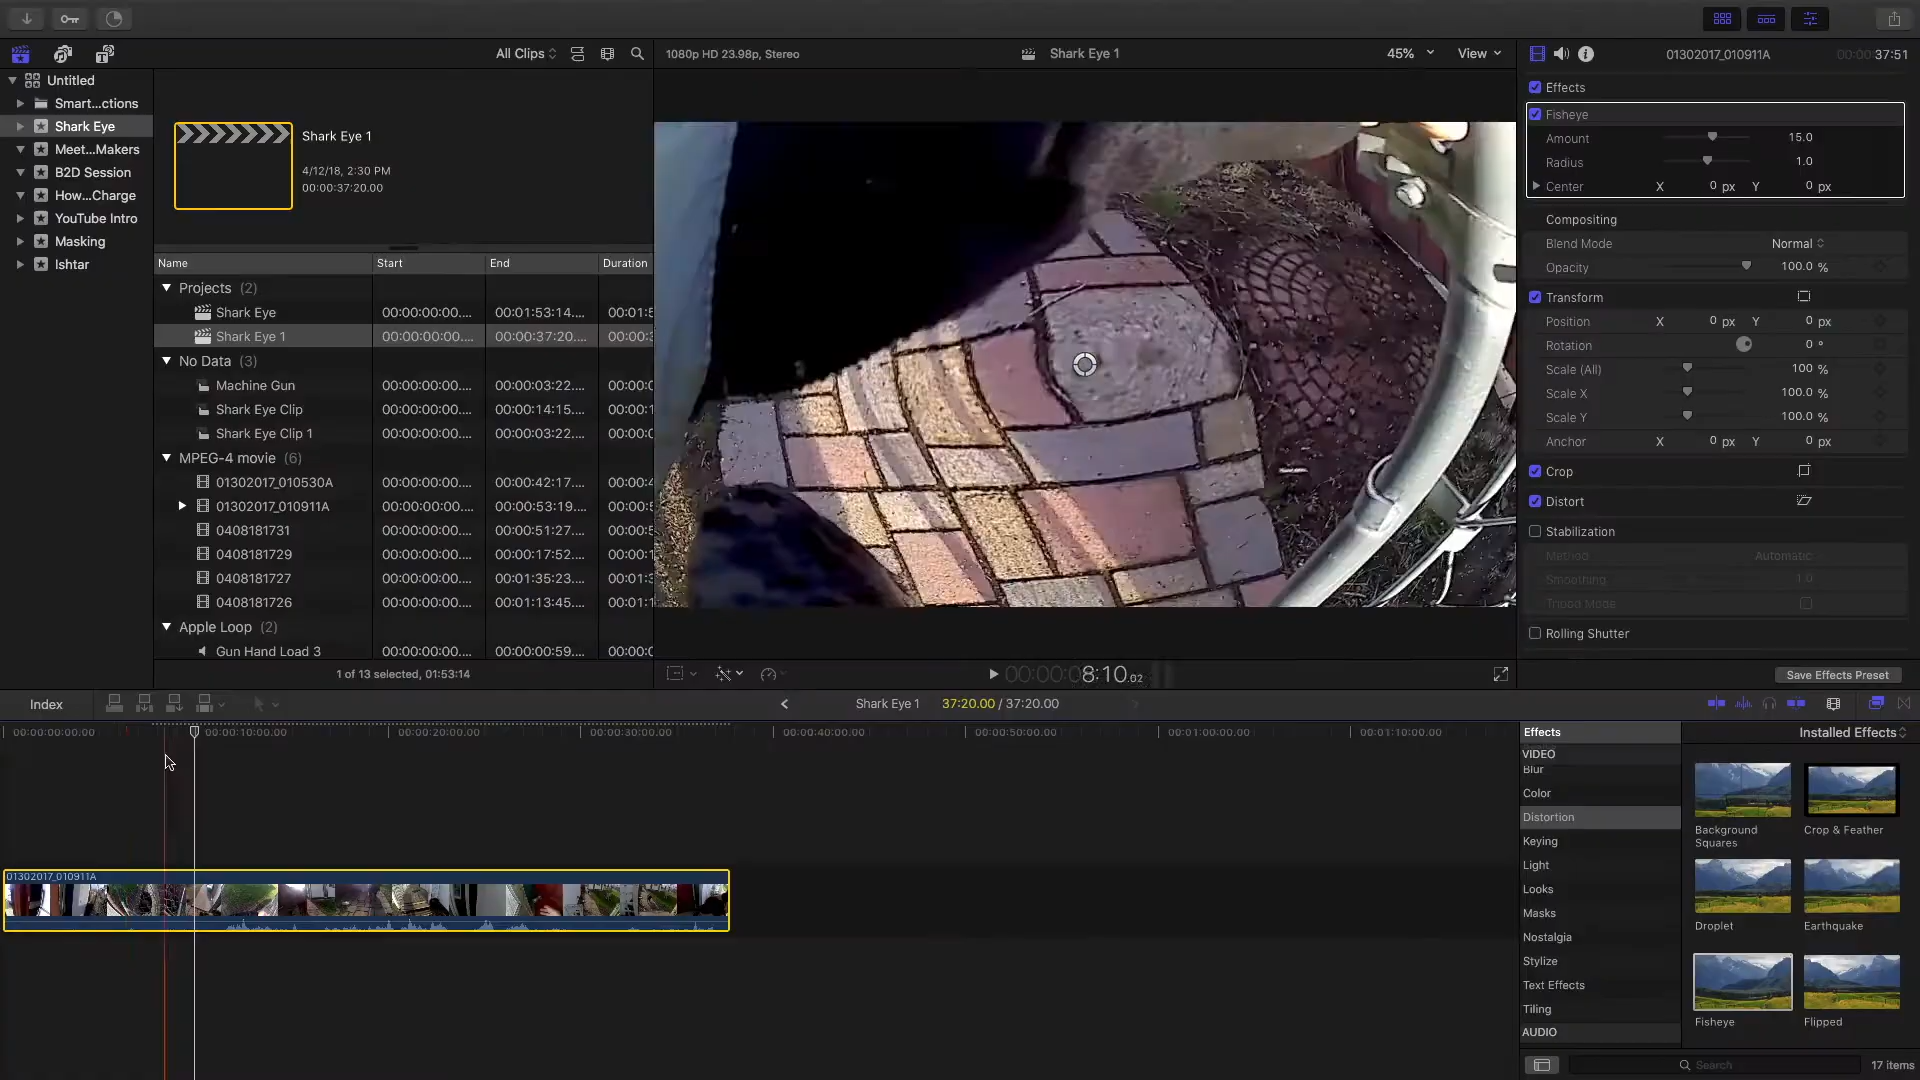 All Clips
1080p HD 23.98p, Stereo
Shark Eye 1
45%
View
01302017_010911A
00:00:37:51
Untitled
Smart...ctions
Shark Eye
Meet...Makers
B2D Session
How...Charge
YouTube Intro
Masking
Ishtar
Shark Eye 1
4/12/18, 2:30 PM
00:00:37:20.00
Name Start End Duration
Projects (2)
Shark Eye 00:00:00:00.... 00:01:53:14.... 00:01:5
Shark Eye 1 00:00:00:00.... 00:00:37:20.... 00:00:3
No Data (3)
Machine Gun 00:00:00:00.... 00:00:03:22.... 00:00:0
Shark Eye Clip 00:00:00:00.... 00:00:14:15.... 00:00:1
Shark Eye Clip 1 00:00:00:00.... 00:00:03:22.... 00:00:0
MPEG-4 movie (6)
01302017_010530A 00:00:00:00.... 00:00:42:17.... 00:00:4
01302017_010911A 00:00:00:00.... 00:00:53:19.... 00:00:5
0408181731 00:00:00:00.... 00:00:51:27.... 00:00:5
0408181729 00:00:00:00.... 00:00:17:52.... 00:00:1
0408181727 00:00:00:00.... 00:01:35:23.... 00:01:3
0408181726 00:00:00:00.... 00:01:13:45.... 00:01:1
Apple Loop (2)
Gun Hand Load 3 00:00:00:00.... 00:00:00:59.... 00:00:0
1 of 13 selected, 01:53:14
00:00:08:10.02
Effects
Fisheye
Amount 15.0
Radius 1.0
Center X 0 px Y 0 px
Compositing
Blend Mode Normal
Opacity 100.0 %
Transform
Position X 0 px Y 0 px
Rotation 0 °
Scale (All) 100 %
Scale X 100.0 %
Scale Y 100.0 %
Anchor X 0 px Y 0 px
Crop
Distort
Stabilization
Method Automatic
Smoothing 1.0
Tripod Mode
Rolling Shutter
Save Effects Preset
Index
Shark Eye 1 37:20.00 / 37:20.00
00:00:00:00.00 00:00:10:00.00 00:00:20:00.00 00:00:30:00.00 00:00:40:00.00 00:00:50:00.00 00:01:00:00.00 00:01:10:00.00
01302017_010911A
Effects
Installed Effects
VIDEO
Blur
Color
Distortion
Keying
Light
Looks
Masks
Nostalgia
Stylize
Text Effects
Tiling
AUDIO
Background
Squares
Crop & Feather
Droplet
Earthquake
Fisheye
Flipped
Search
17 items